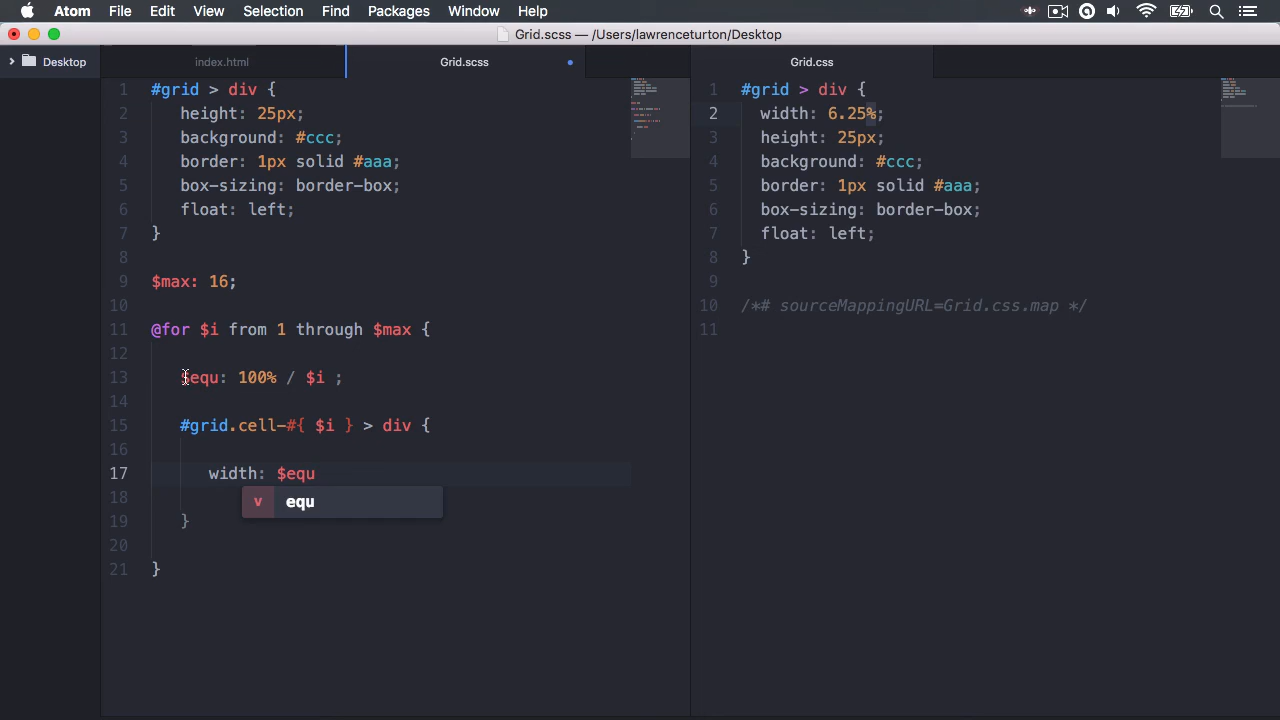 Atom File Edit View Selection Find Packages Window Help
Grid.scss — /Users/lawrenceturton/Desktop
Desktop
index.html
Grid.scss
1 #grid > div {
2 height: 25px;
3 background: #ccc;
4 border: 1px solid #aaa;
5 box-sizing: border-box;
6 float: left;
7 }
8
9 $max: 16;
10
11 @for $i from 1 through $max {
12
13 $equ: 100% / $i ;
14
15 #grid.cell-#{ $i } > div {
16
17 width: $equ
v equ
18
19 }
20
21 }
Grid.css
1 #grid > div {
2 width: 6.25%;
3 height: 25px;
4 background: #ccc;
5 border: 1px solid #aaa;
6 box-sizing: border-box;
7 float: left;
8 }
9
10 /*# sourceMappingURL=Grid.css.map */
11